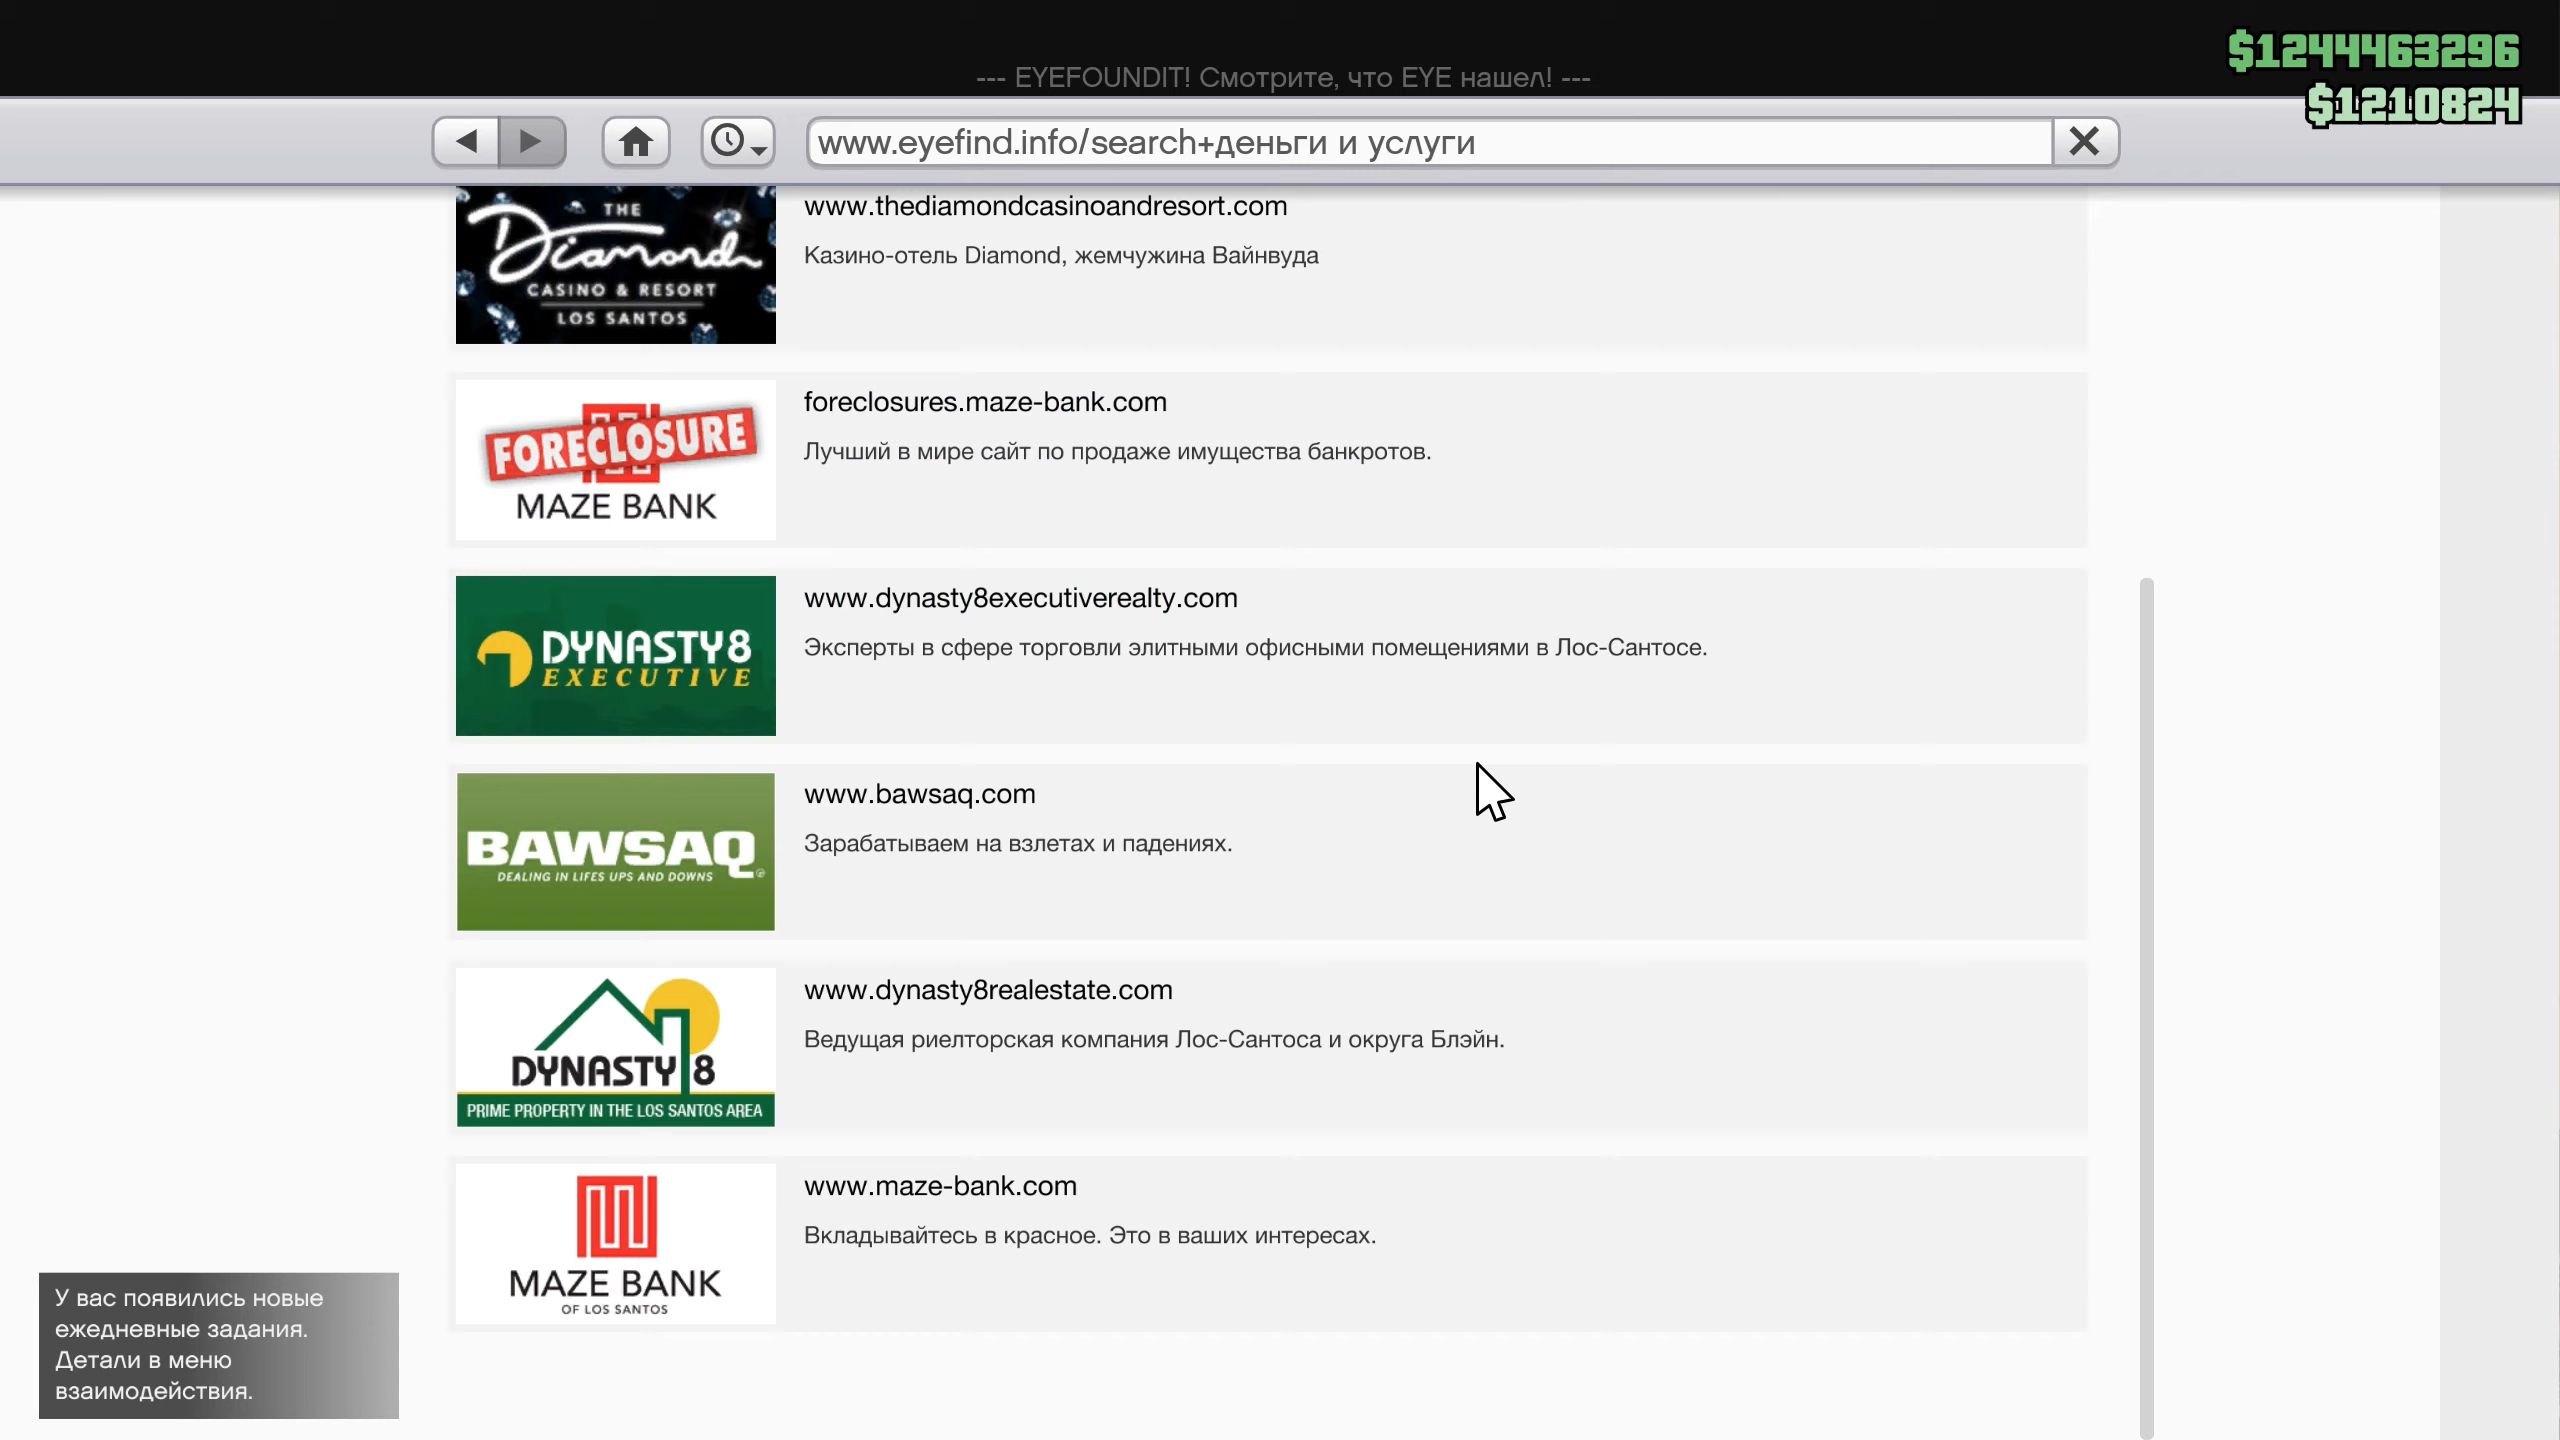 $1244463296
--- EYEFOUNDIT! Смотрите, что EYE нашел! ---
$1210824
www.eyefind.info/search+деньги и услуги
THE
Diamond
CASINO & RESORT
LOS SANTOS
www.thediamondcasinoandresort.com
Казино-отель Diamond, жемчужина Вайнвуда
FORECLOSURE
MAZE BANK
foreclosures.maze-bank.com
Лучший в мире сайт по продаже имущества банкротов.
DYNASTY 8
EXECUTIVE
www.dynasty8executiverealty.com
Эксперты в сфере торговли элитными офисными помещениями в Лос-Сантосе.
BAWSAQ
DEALING IN LIFES UPS AND DOWNS
www.bawsaq.com
Зарабатываем на взлетах и падениях.
DYNASTY 8
PRIME PROPERTY IN THE LOS SANTOS AREA
www.dynasty8realestate.com
Ведущая риелторская компания Лос-Сантоса и округа Блэйн.
MAZE BANK
OF LOS SANTOS
www.maze-bank.com
Вкладывайтесь в красное. Это в ваших интересах.
У вас появились новые
ежедневные задания.
Детали в меню
взаимодействия.